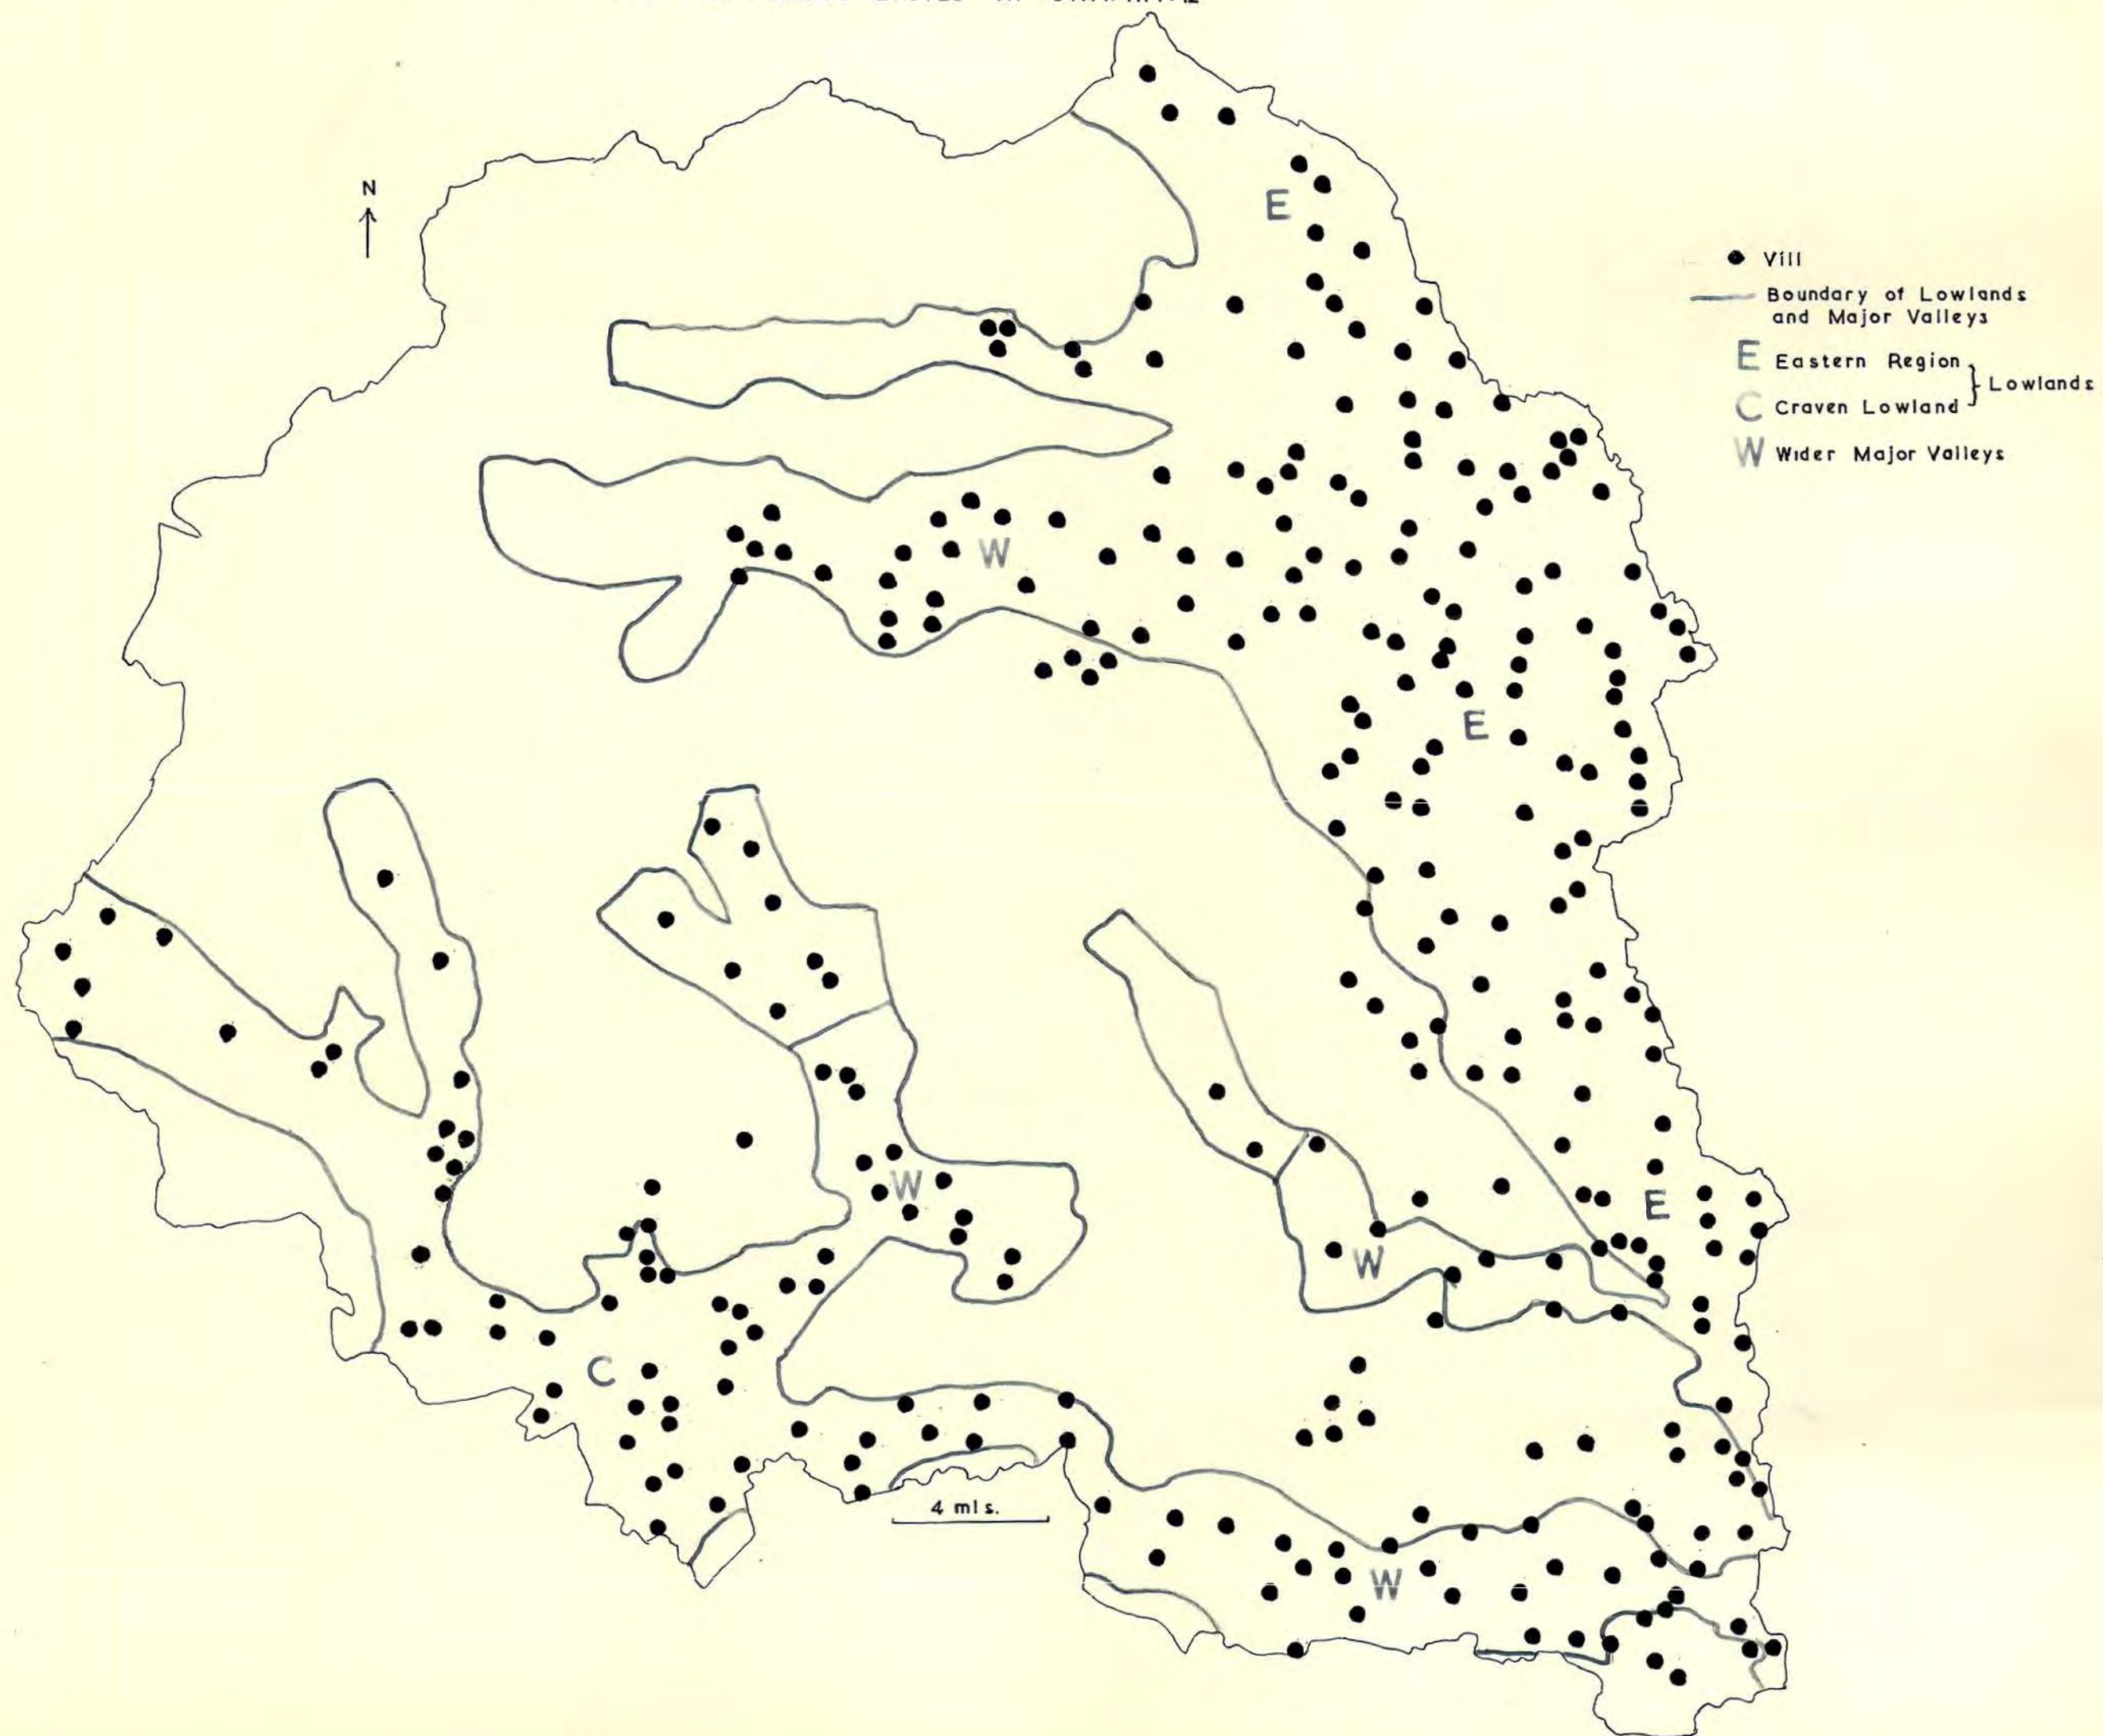 N
E
Vill
Boundary of Lowlands
and Major Valleys
E Eastern Region
Lowlands
C Craven Lowland
W Wider Major Valleys
W
E
W
E
W
C
4 mls.
W